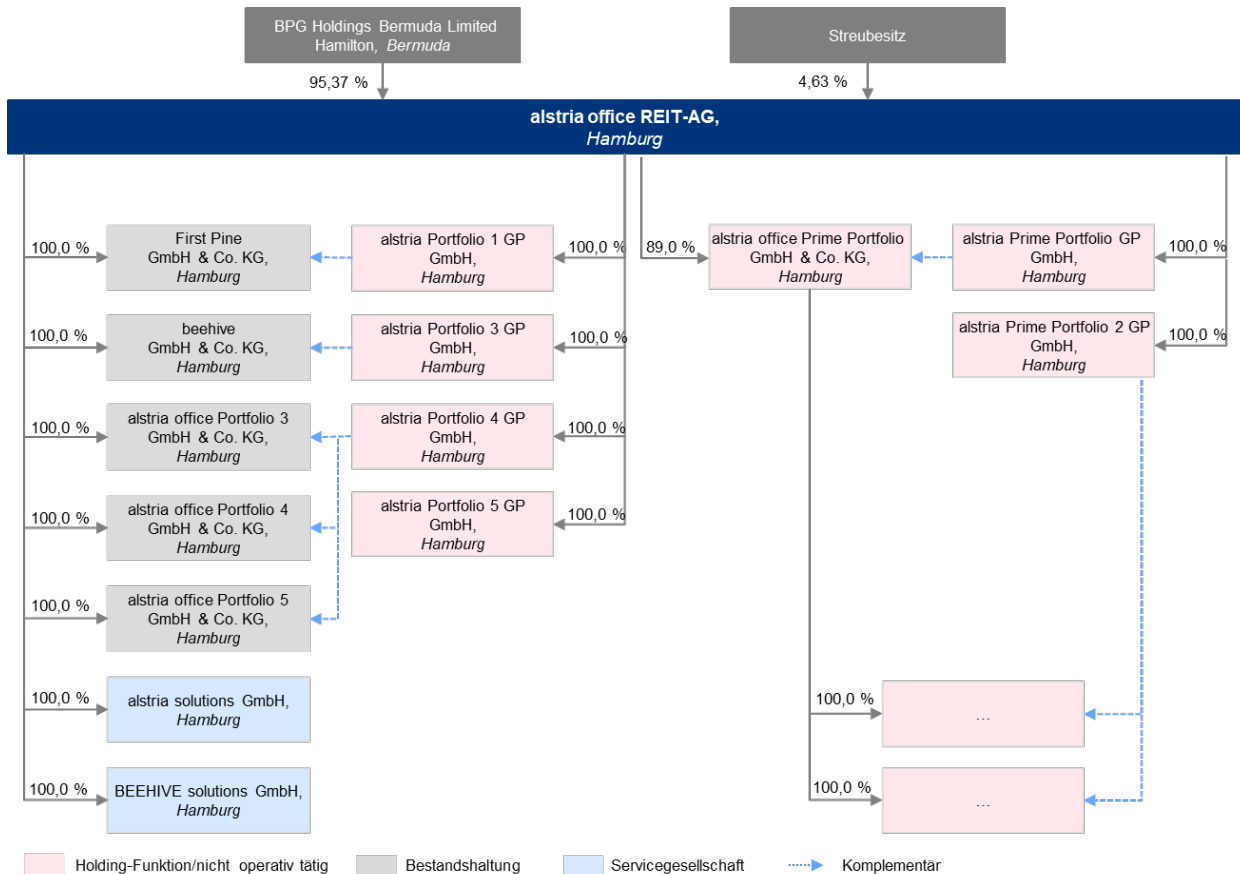 BPG Holdings Bermuda Limited
Hamilton, Bermuda
Streubesitz
95,37 %
4,63 %
alstria office REIT-AG,
Hamburg
100,0 %
First Pine
GmbH & Co. KG,
Hamburg
alstria Portfolio 1 GP
GmbH,
Hamburg
100,0 %
89,0 %
alstria office Prime Portfolio
GmbH & Co. KG,
Hamburg
alstria Prime Portfolio GP
GmbH,
Hamburg
100,0 %
100,0 %
beehive
GmbH & Co. KG,
Hamburg
alstria Portfolio 3 GP
GmbH,
Hamburg
100,0 %
alstria Prime Portfolio 2 GP
GmbH,
Hamburg
100,0 %
100,0 %
alstria office Portfolio 3
GmbH & Co. KG,
Hamburg
alstria Portfolio 4 GP
GmbH,
Hamburg
100,0 %
100,0 %
alstria office Portfolio 4
GmbH & Co. KG,
Hamburg
alstria Portfolio 5 GP
GmbH,
Hamburg
100,0 %
100,0 %
alstria office Portfolio 5
GmbH & Co. KG,
Hamburg
100,0 %
alstria solutions GmbH,
Hamburg
100,0 %
...
100,0 %
BEEHIVE solutions GmbH,
Hamburg
100,0 %
...
Holding-Funktion/nicht operativ tätig
Bestandshaltung
Servicegesellschaft
Komplementär